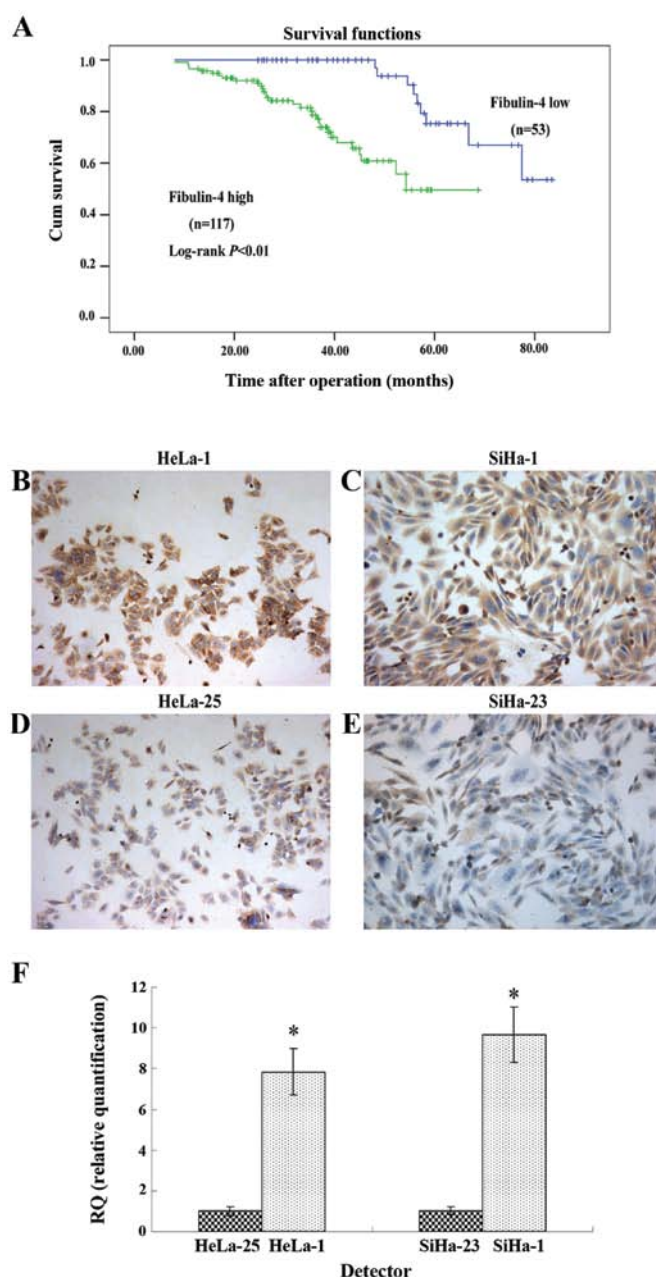 A
Survival functions
Cum survival
1.0
0.8
0.6
0.4
0.2
0.0
Fibulin-4 low
(n=53)
Fibulin-4 high
(n=117)
Log-rank P<0.01
0.00 20.00 40.00 60.00 80.00
Time after operation (months)
HeLa-1 SiHa-1
B C
HeLa-25 SiHa-23
D E
F
RQ (relative quantification)
12
10
8
6
4
2
0
* *
HeLa-25 HeLa-1 SiHa-23 SiHa-1
Detector